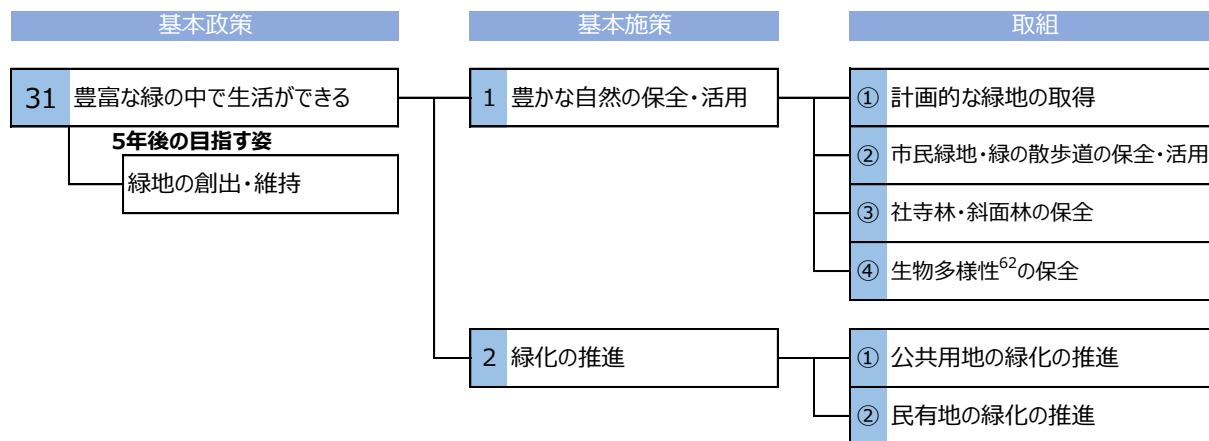 基本政策
基本施策
取組
31 豊富な緑の中で生活ができる
5年後の目指す姿
緑地の創出・維持
1 豊かな自然の保全・活用
① 計画的な緑地の取得
② 市民緑地・緑の散歩道の保全・活用
③ 社寺林・斜面林の保全
④ 生物多様性62の保全
2 緑化の推進
① 公共用地の緑化の推進
② 民有地の緑化の推進